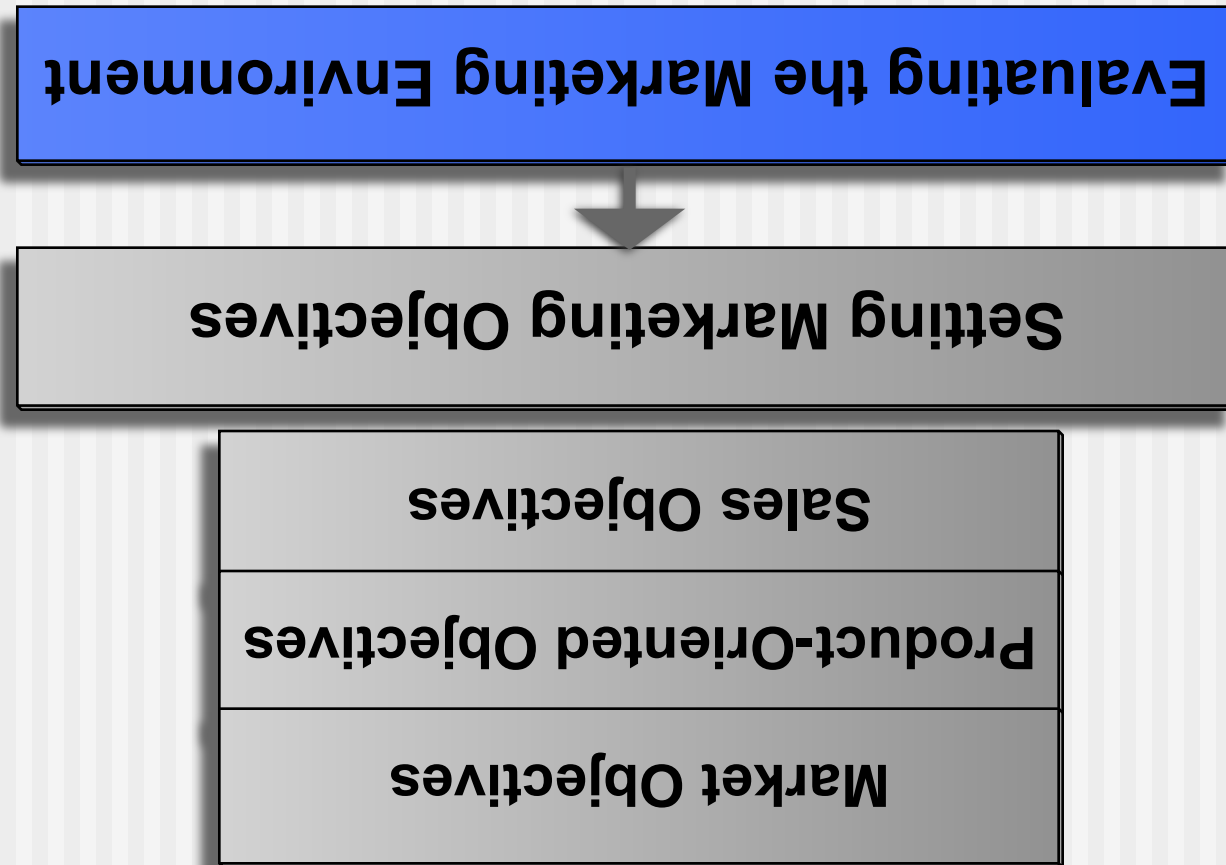 Evaluating the Marketing Environment
Setting Marketing Objectives
Sales Objectives
Product-Oriented Objectives
Market Objectives